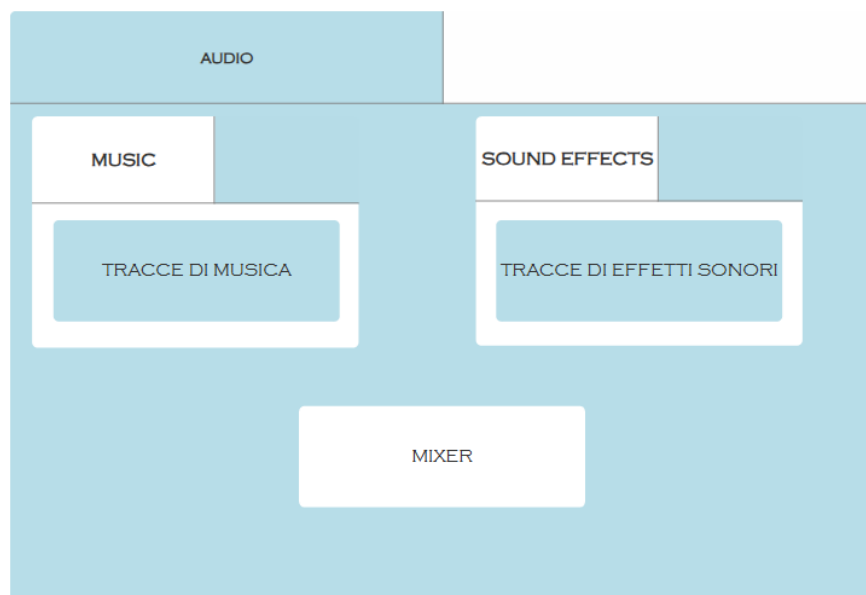 AUDIO
MUSIC
SOUND EFFECTS
TRACCE DI MUSICA
TRACCE DI EFFETTI SONORI
MIXER